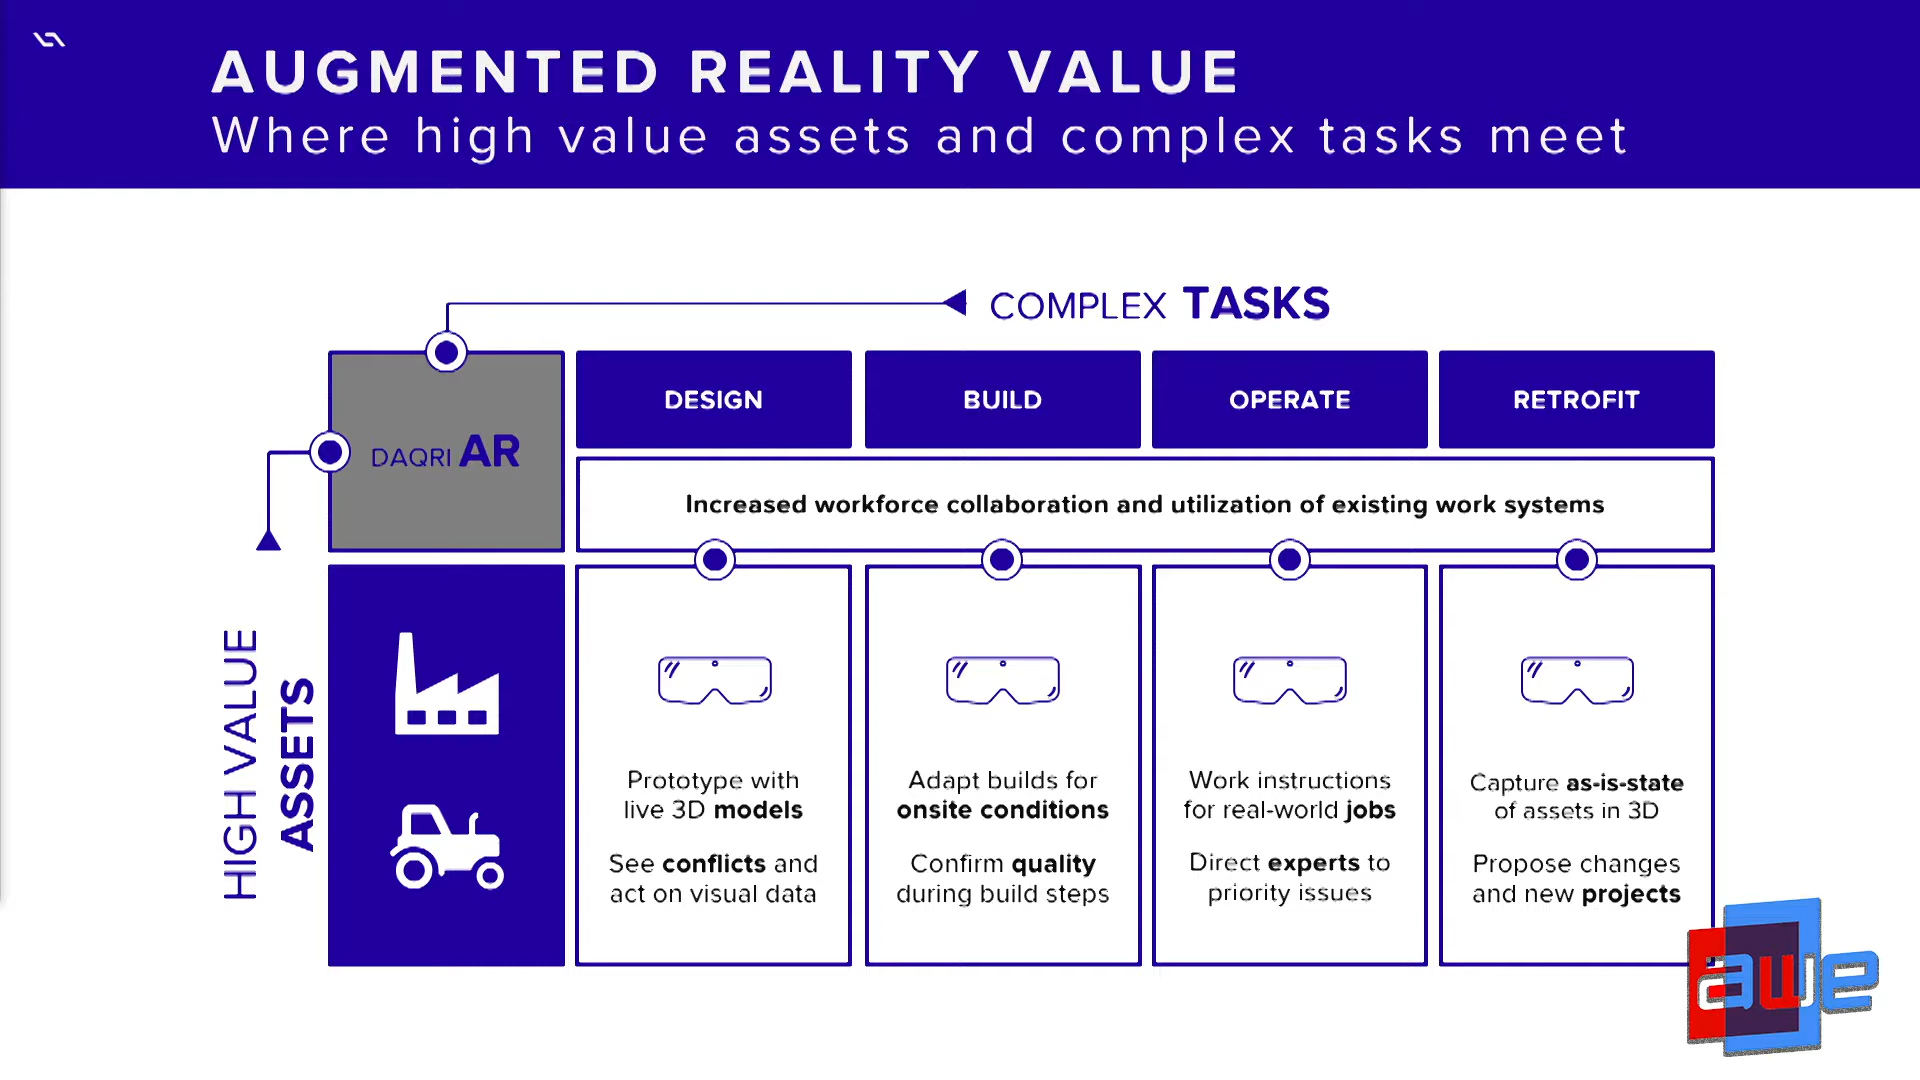 AUGMENTED REALITY VALUE
Where high value assets and complex tasks meet
COMPLEX TASKS
DAQRI AR
DESIGN
BUILD
OPERATE
RETROFIT
Increased workforce collaboration and utilization of existing work systems
HIGH VALUE
ASSETS
Prototype with
live 3D models
See conflicts and
act on visual data
Adapt builds for
onsite conditions
Confirm quality
during build steps
Work instructions
for real-world jobs
Direct experts to
priority issues
Capture as-is-state
of assets in 3D
Propose changes
and new projects
awe